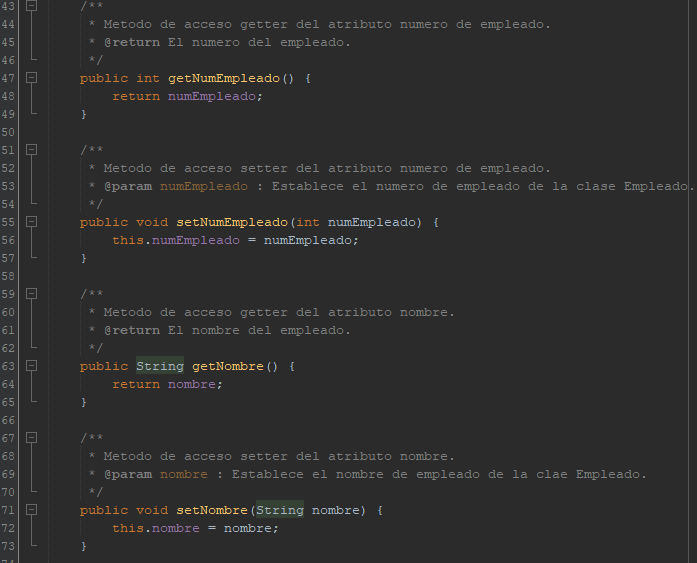 43 /**
44 * Metodo de acceso getter del atributo numero de empleado.
45 * @return El numero del empleado.
46 */
47 public int getNumEmpleado() {
48 return numEmpleado;
49 }
50
51 /**
52 * Metodo de acceso setter del atributo numero de empleado.
53 * @param numEmpleado : Establece el numero de empleado de la clase Empleado.
54 */
55 public void setNumEmpleado(int numEmpleado) {
56 this.numEmpleado = numEmpleado;
57 }
58
59 /**
60 * Metodo de acceso getter del atributo nombre.
61 * @return El nombre del empleado.
62 */
63 public String getNombre() {
64 return nombre;
65 }
66
67 /**
68 * Metodo de acceso setter del atributo nombre.
69 * @param nombre : Establece el nombre de empleado de la clae Empleado.
70 */
71 public void setNombre(String nombre) {
72 this.nombre = nombre;
73 }